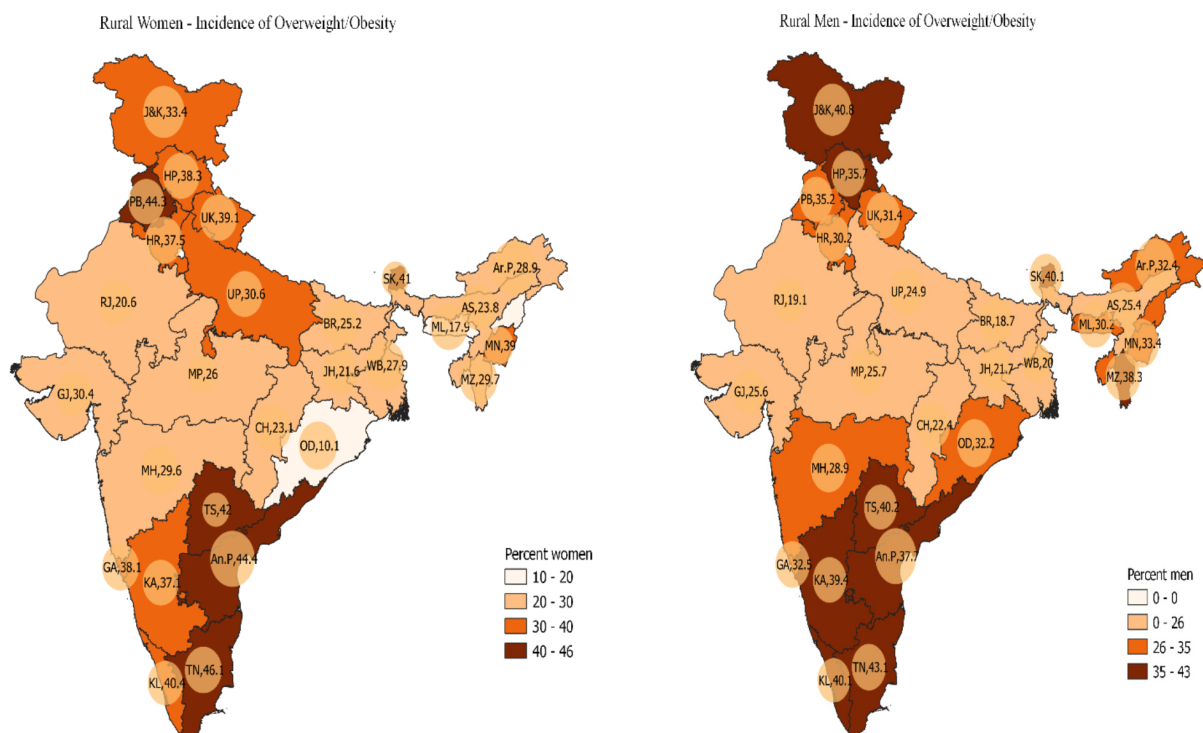 Rural Women - Incidence of Overweight/Obesity
J&K,33.4
HP,38.3
PB,44.3
UK,39.1
HR,37.5
RJ,20.6
UP,30.6
SK,41
Ar.P,28.9
AS,23.8
BR,25.2
ML,17.9
MN,39
MZ,29.7
WB,27.9
JH,21.6
MP,26
GJ,30.4
CH,23.1
OD,10.1
MH,29.6
TS,42
An.P,44.4
GA,38.1
KA,37.1
TN,46.1
KL,40.4
Percent women
10 - 20
20 - 30
30 - 40
40 - 46
Rural Men - Incidence of Overweight/Obesity
J&K,40.8
HP,35.7
PB,35.2
UK,31.4
HR,30.2
RJ,19.1
UP,24.9
SK,40.1
Ar.P,32.4
AS,25.4
BR,18.7
ML,30.2
MN,33.4
MZ,38.3
WB,20
JH,21.7
MP,25.7
GJ,25.6
CH,22.4
OD,32.2
MH,28.9
TS,40.2
An.P,37.7
GA,32.5
KA,39.4
TN,43.1
KL,40.1
Percent men
0 - 0
0 - 26
26 - 35
35 - 43